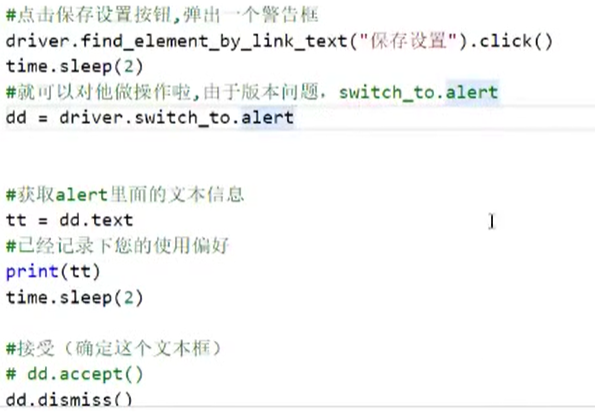 #点击保存设置按钮,弹出一个警告框
driver.find_element_by_link_text("保存设置").click()
time.sleep(2)
#就可以对他做操作啦,由于版本问题，switch_to.alert
dd = driver.switch_to.alert
#获取alert里面的文本信息
tt = dd.text
#已经记录下您的使用偏好
print(tt)
time.sleep(2)
#接受（确定这个文本框）
# dd.accept()
dd.dismiss()